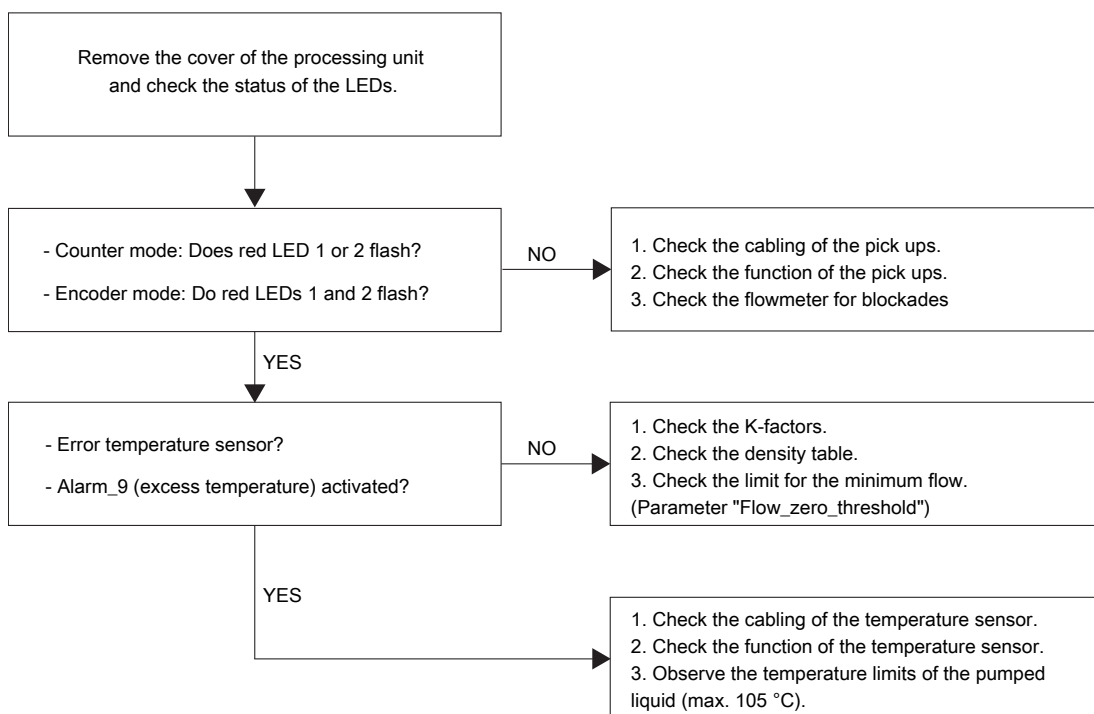 Remove the cover of the processing unit
and check the status of the LEDs.
- Counter mode: Does red LED 1 or 2 flash?
- Encoder mode: Do red LEDs 1 and 2 flash?
NO
1. Check the cabling of the pick ups.
2. Check the function of the pick ups.
3. Check the flowmeter for blockades
YES
- Error temperature sensor?
- Alarm_9 (excess temperature) activated?
NO
1. Check the K-factors.
2. Check the density table.
3. Check the limit for the minimum flow.
(Parameter "Flow_zero_threshold")
YES
1. Check the cabling of the temperature sensor.
2. Check the function of the temperature sensor.
3. Observe the temperature limits of the pumped
liquid (max. 105 °C).